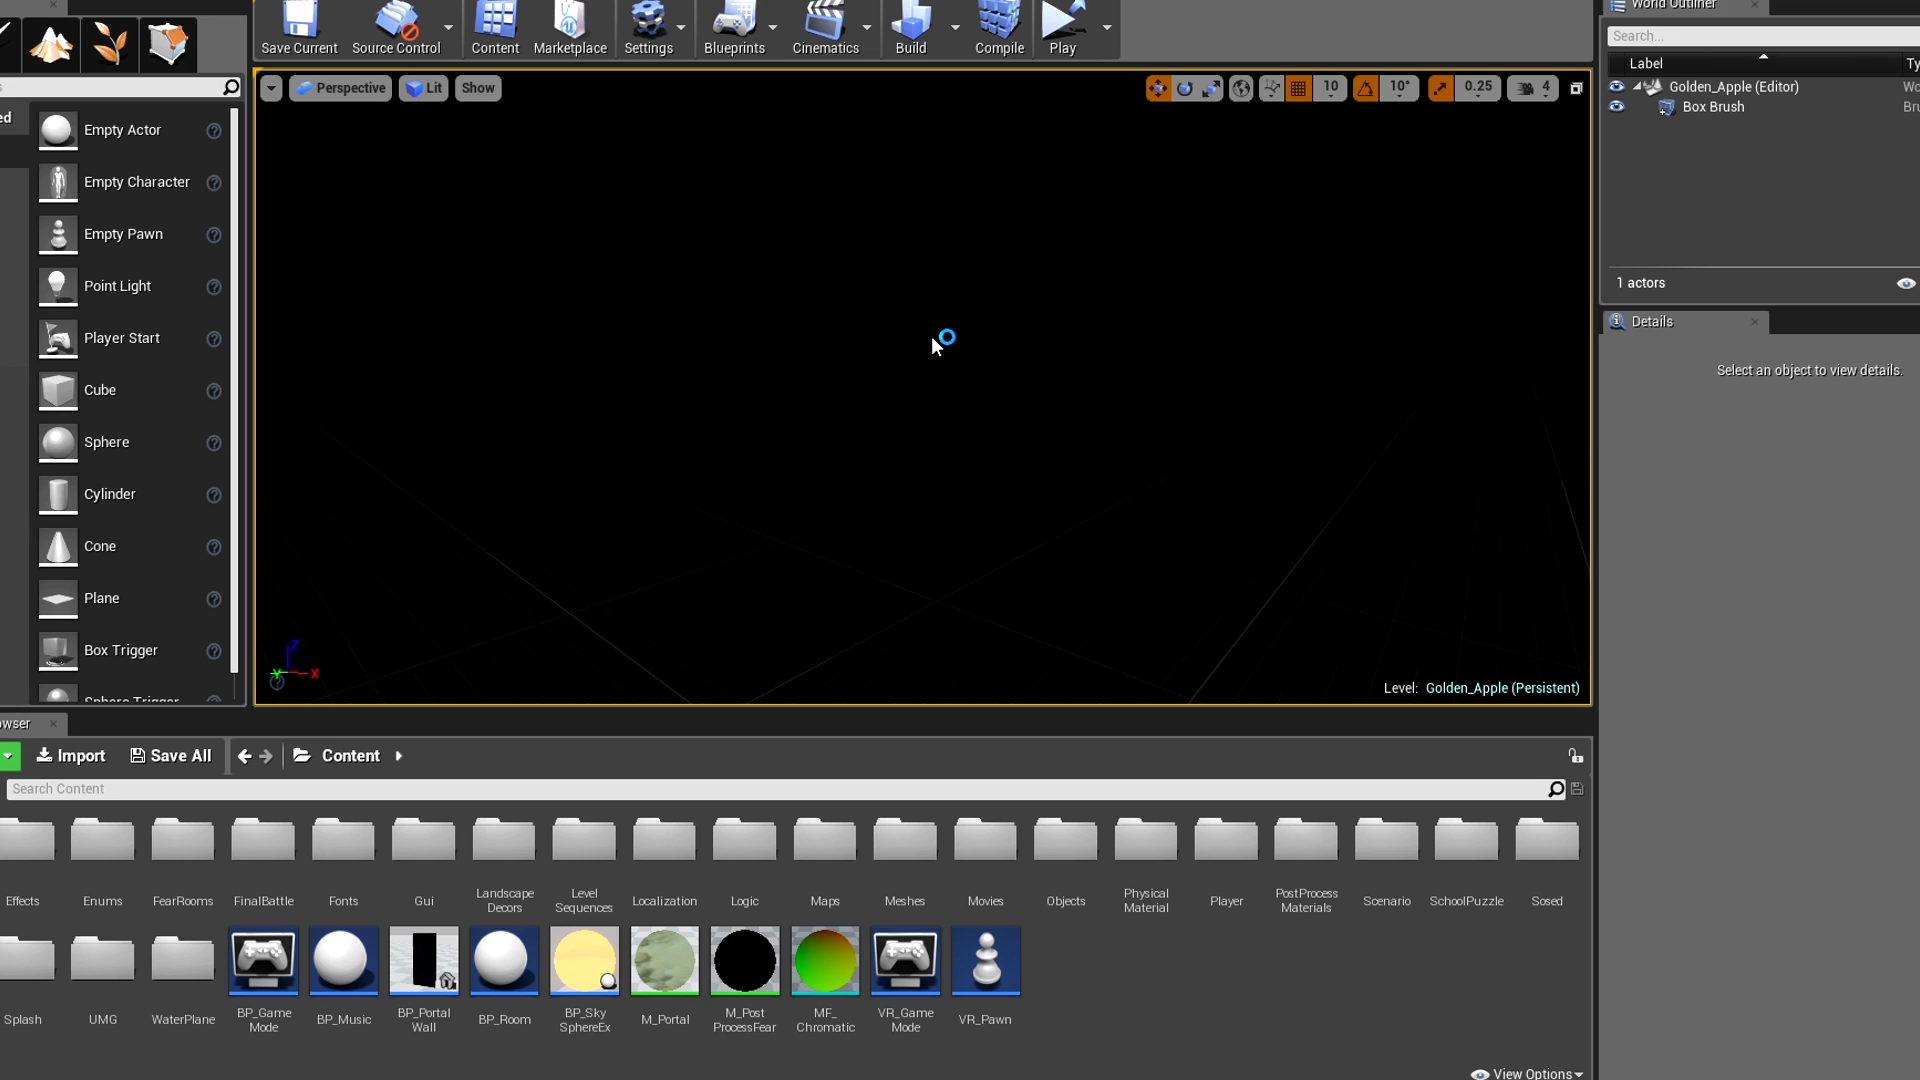 World Outliner
Save Current
Source Control
Content
Marketplace
Settings
Blueprints
Cinematics
Build
Compile
Play
Search...
Label
Perspective
Lit
Show
10
10°
0.25
4
Golden_Apple (Editor)
Box Brush
Empty Actor
Empty Character
Empty Pawn
Point Light
Player Start
Cube
Sphere
Cylinder
Cone
Plane
Box Trigger
Sphere Trigger
1 actors
Details
Select an object to view details.
Z
Y
X
Level: Golden_Apple (Persistent)
Import
Save All
Content
Search Content
Effects
Enums
FearRooms
FinalBattle
Fonts
Gui
Landscape
Decors
Level
Sequences
Localization
Logic
Maps
Meshes
Movies
Objects
Physical
Material
Player
PostProcess
Materials
Scenario
SchoolPuzzle
Sosed
Splash
UMG
WaterPlane
BP_Game
Mode
BP_Music
BP_Portal
Wall
BP_Room
BP_Sky
SphereEx
M_Portal
M_Post
ProcessFear
MF_
Chromatic
VR_Game
Mode
VR_Pawn
View Options